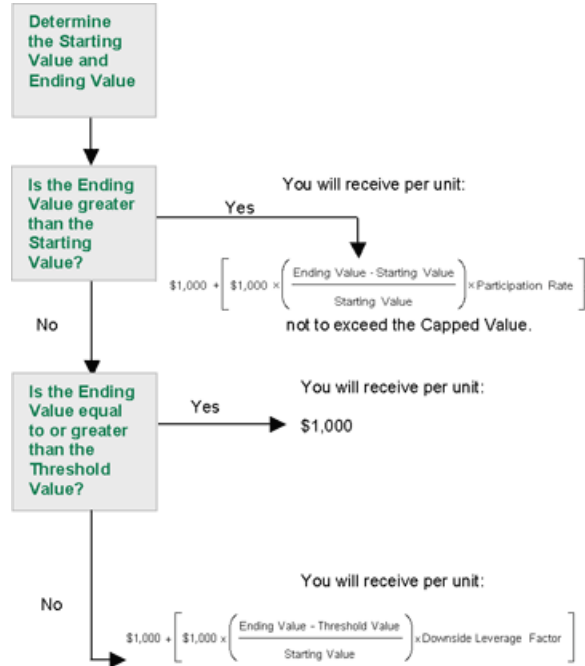 Determine
the Starting
Value and
Ending Value
Is the Ending
Value greater
than the
Starting
Value?
Yes
You will receive per unit:
$1,000 + [ $1,000 × ( Ending Value - Starting Value / Starting Value ) × Participation Rate ]
not to exceed the Capped Value.
No
Is the Ending
Value equal
to or greater
than the
Threshold
Value?
Yes
You will receive per unit:
$1,000
No
You will receive per unit:
$1,000 + [ $1,000 × ( Ending Value - Threshold Value / Starting Value ) × Downside Leverage Factor ]